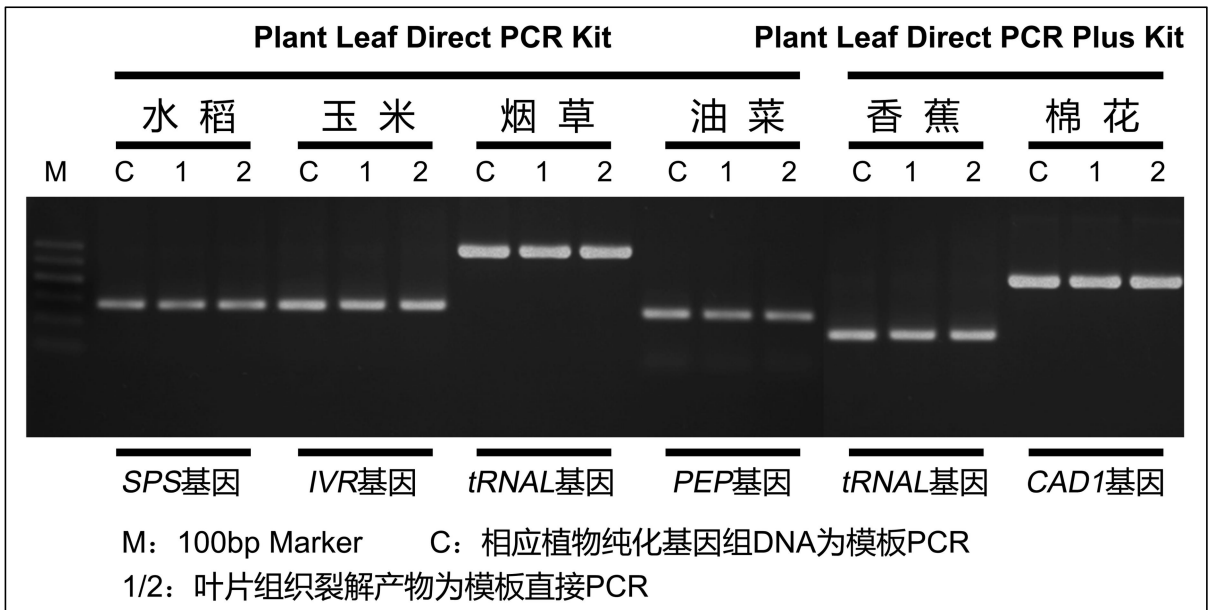 Plant Leaf Direct PCR Kit Plant Leaf Direct PCR Plus Kit
水稻 玉米 烟草 油菜 香蕉 棉花
M C 1 2 C 1 2 C 1 2 C 1 2 C 1 2 C 1 2
SPS基因 IVR基因 tRNAL基因 PEP基因 tRNAL基因 CAD1基因
M：100bp Marker C：相应植物纯化基因组DNA为模板PCR
1/2：叶片组织裂解产物为模板直接PCR